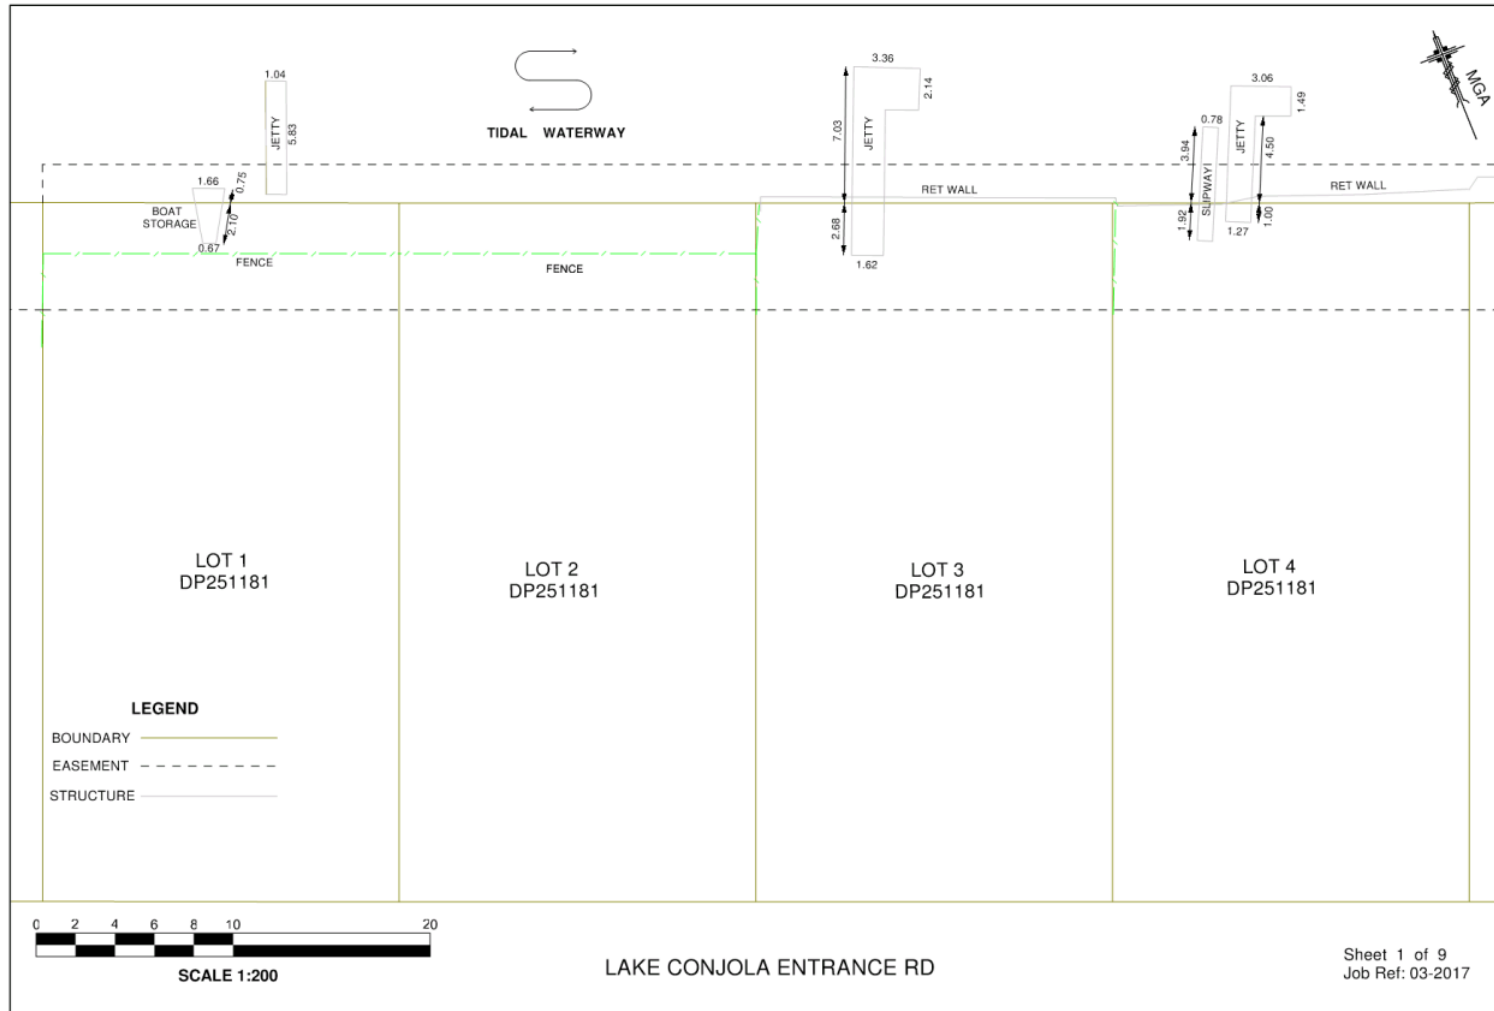 1.04
3.36
3.06
MGA
JETTY
5.83
TIDAL WATERWAY
7.03
JETTY
2.14
0.78
3.94
JETTY
1.49
4.50
1.66
0.75
BOAT
STORAGE
2.10
0.67
RET WALL
SLIPWAY
RET WALL
2.68
1.62
1.92
1.27
1.00
FENCE
FENCE
LOT 1
DP251181
LOT 2
DP251181
LOT 3
DP251181
LOT 4
DP251181
LEGEND
BOUNDARY
EASEMENT
STRUCTURE
0 2 4 6 8 10 20
SCALE 1:200
LAKE CONJOLA ENTRANCE RD
Sheet 1 of 9
Job Ref: 03-2017